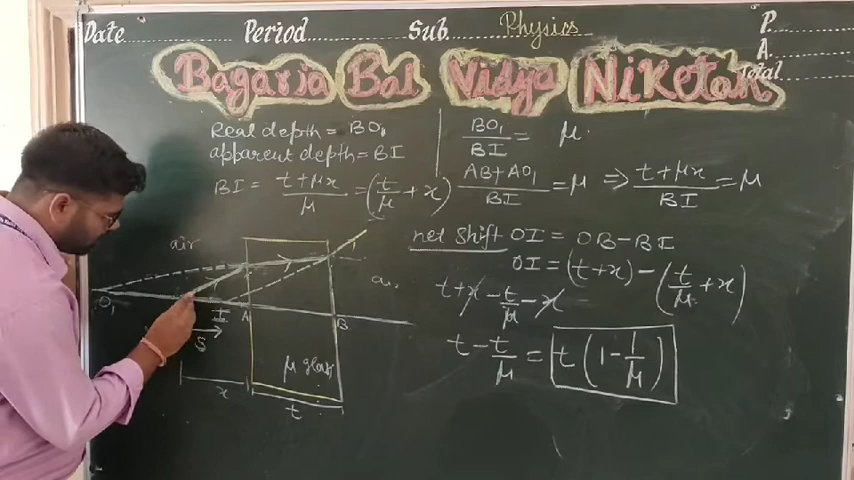 Date Period Sub Physics P
A
Total
Bagaria Bal Vidya Niketan
Real depth = BO₁
apparent depth = BI
BI = (t+μx)/μ = (t/μ + x)
BO₁/BI = μ
(AB+AO₁)/BI = μ ⇒ (t+μx)/BI = μ
net shift OI = OB-BI
OI = (t+x) - (t/μ + x)
t+x - t/μ - x
t - t/μ = t(1 - 1/μ)
air
O₁
I
A
B
S
μ glass
x
t